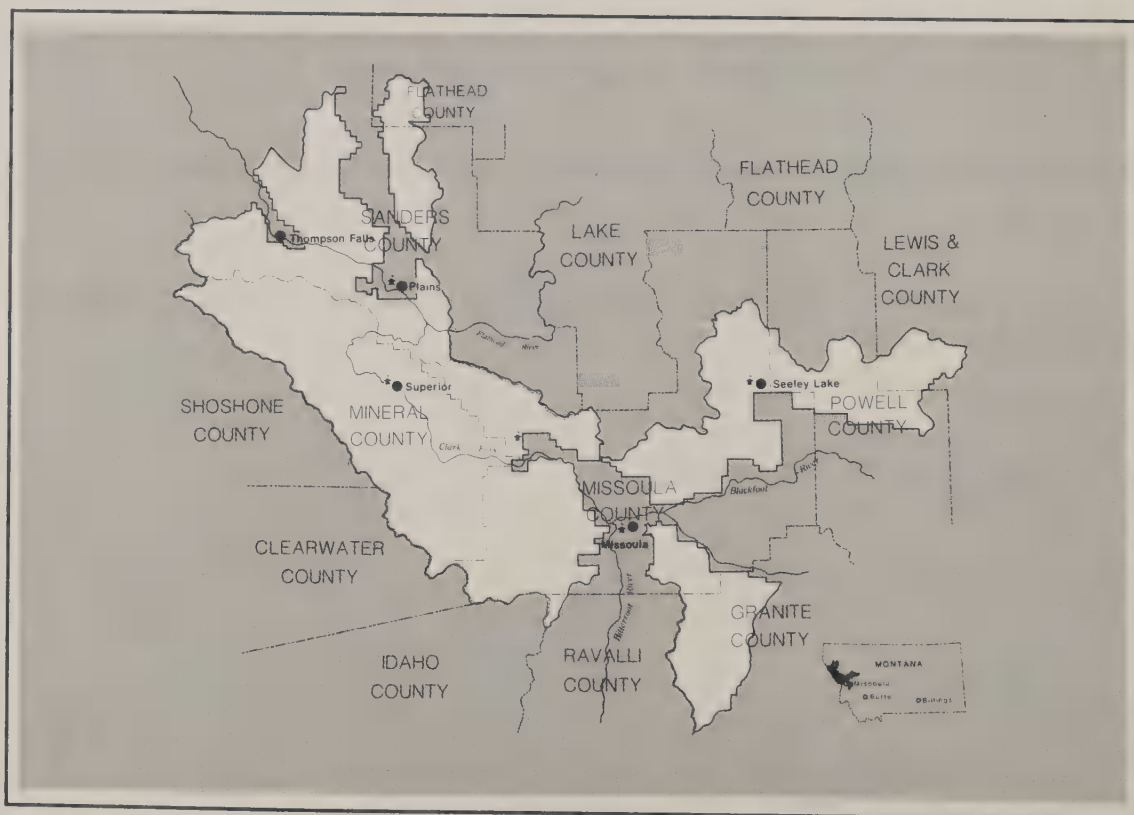 FLATHEAD
COUNTY
FLATHEAD
COUNTY
SANDERS
COUNTY
LAKE
COUNTY
LEWIS &
CLARK
COUNTY
Thompson Falls
Plains
Flathead River
Superior
Seeley Lake
SHOSHONE
COUNTY
MINERAL
COUNTY
POWELL
COUNTY
Clark Fork
MISSOULA
COUNTY
Blackfoot River
Missoula
CLEARWATER
COUNTY
Bitterroot River
GRANITE
COUNTY
IDAHO
COUNTY
RAVALLI
COUNTY
MONTANA
Missoula
Butte
Billings